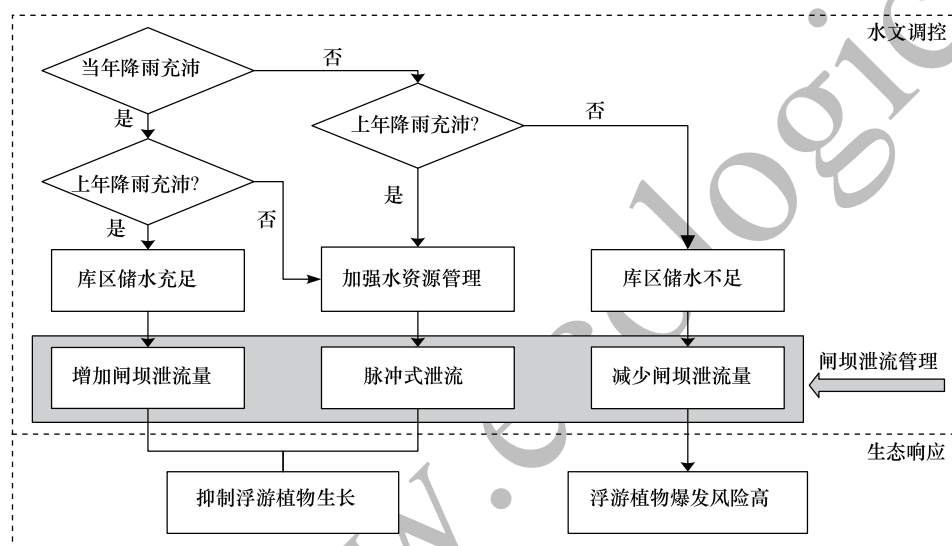 水文调控
当年降雨充沛
否
是
上年降雨充沛?
否
上年降雨充沛?
是
否
是
库区储水充足
加强水资源管理
库区储水不足
增加闸坝泄流量
脉冲式泄流
减少闸坝泄流量
闸坝泄流管理
生态响应
抑制浮游植物生长
浮游植物爆发风险高